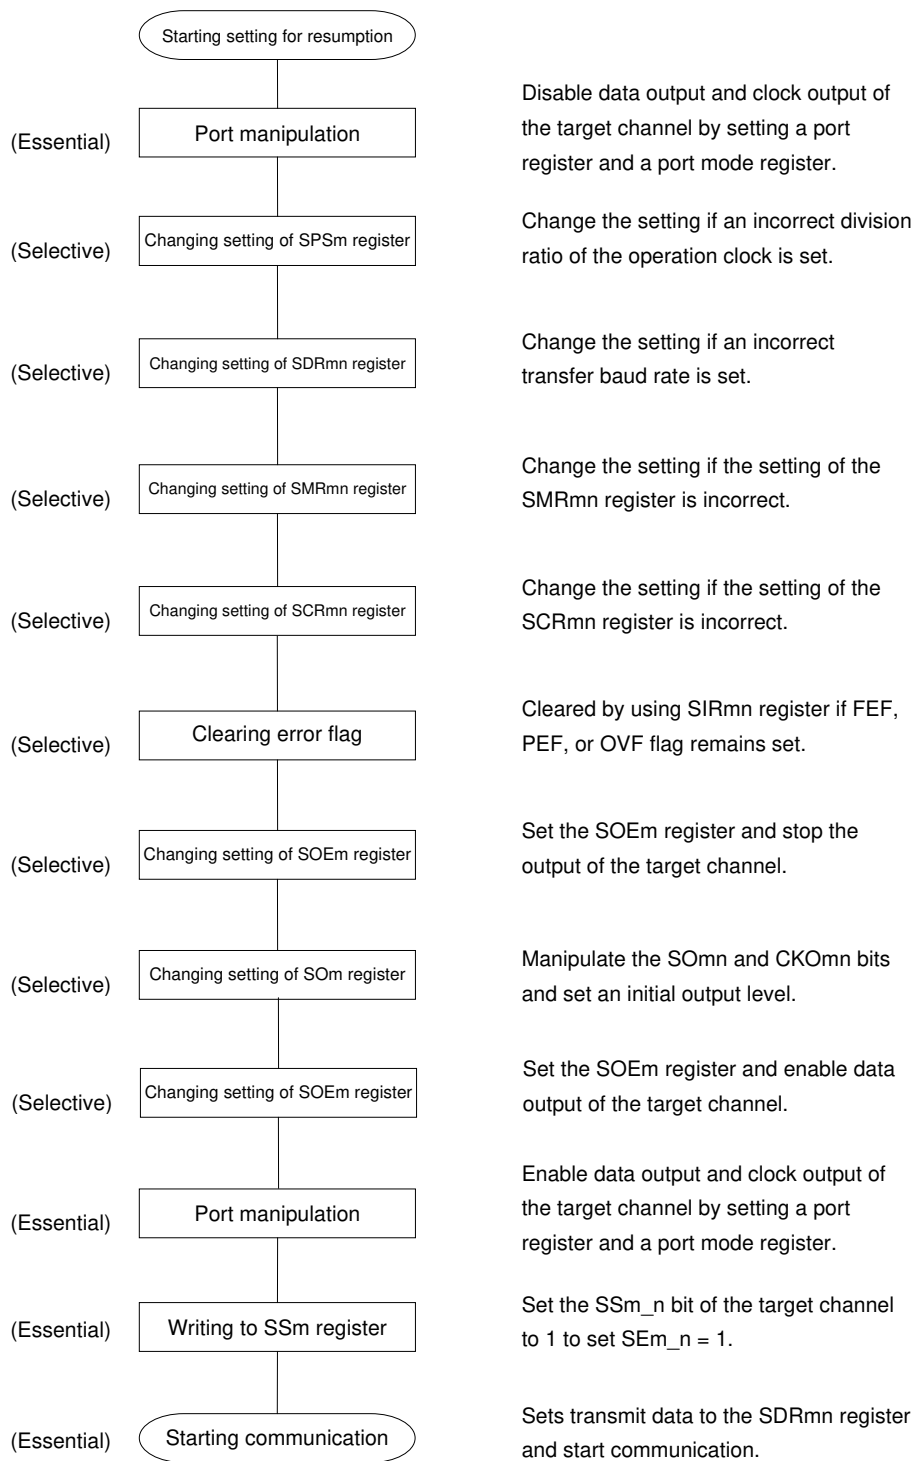 Starting setting for resumption
(Essential)
Port manipulation
Disable data output and clock output of
the target channel by setting a port
register and a port mode register.
(Selective)
Changing setting of SPSm register
Change the setting if an incorrect division
ratio of the operation clock is set.
(Selective)
Changing setting of SDRmn register
Change the setting if an incorrect
transfer baud rate is set.
(Selective)
Changing setting of SMRmn register
Change the setting if the setting of the
SMRmn register is incorrect.
(Selective)
Changing setting of SCRmn register
Change the setting if the setting of the
SCRmn register is incorrect.
(Selective)
Clearing error flag
Cleared by using SIRmn register if FEF,
PEF, or OVF flag remains set.
(Selective)
Changing setting of SOEm register
Set the SOEm register and stop the
output of the target channel.
(Selective)
Changing setting of SOm register
Manipulate the SOmn and CKOmn bits
and set an initial output level.
(Selective)
Changing setting of SOEm register
Set the SOEm register and enable data
output of the target channel.
(Essential)
Port manipulation
Enable data output and clock output of
the target channel by setting a port
register and a port mode register.
(Essential)
Writing to SSm register
Set the SSm_n bit of the target channel
to 1 to set SEm_n = 1.
(Essential)
Starting communication
Sets transmit data to the SDRmn register
and start communication.